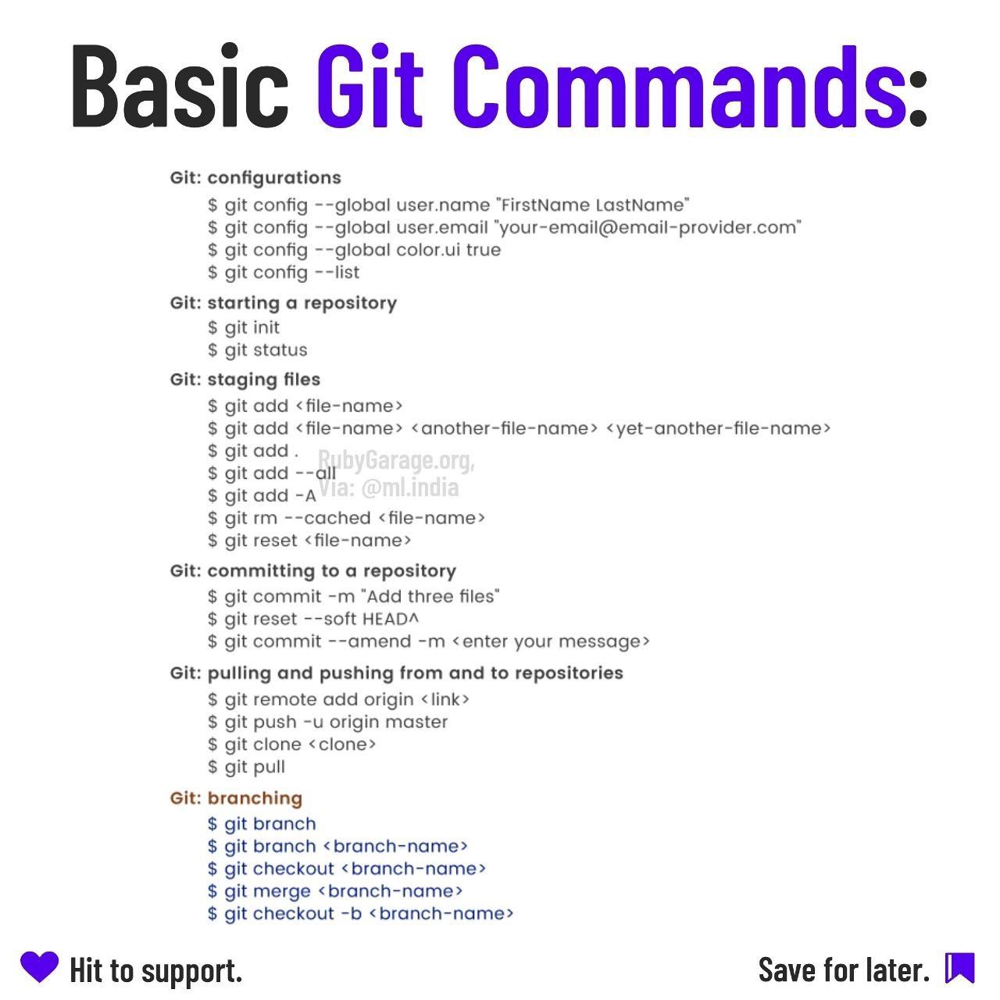 Basic Git Commands:
Git: configurations
$ git config --global user.name "FirstName LastName"
$ git config --global user.email "your-email@email-provider.com"
$ git config --global color.ui true
$ git config --list
Git: starting a repository
$ git init
$ git status
Git: staging files
$ git add <file-name>
$ git add <file-name> <another-file-name> <yet-another-file-name>
$ git add .
RubyGarage.org,
$ git add --all
Via: @ml.india
$ git add -A
$ git rm --cached <file-name>
$ git reset <file-name>
Git: committing to a repository
$ git commit -m "Add three files"
$ git reset --soft HEAD^
$ git commit --amend -m <enter your message>
Git: pulling and pushing from and to repositories
$ git remote add origin <link>
$ git push -u origin master
$ git clone <clone>
$ git pull
Git: branching
$ git branch
$ git branch <branch-name>
$ git checkout <branch-name>
$ git merge <branch-name>
$ git checkout -b <branch-name>
Hit to support.
Save for later.